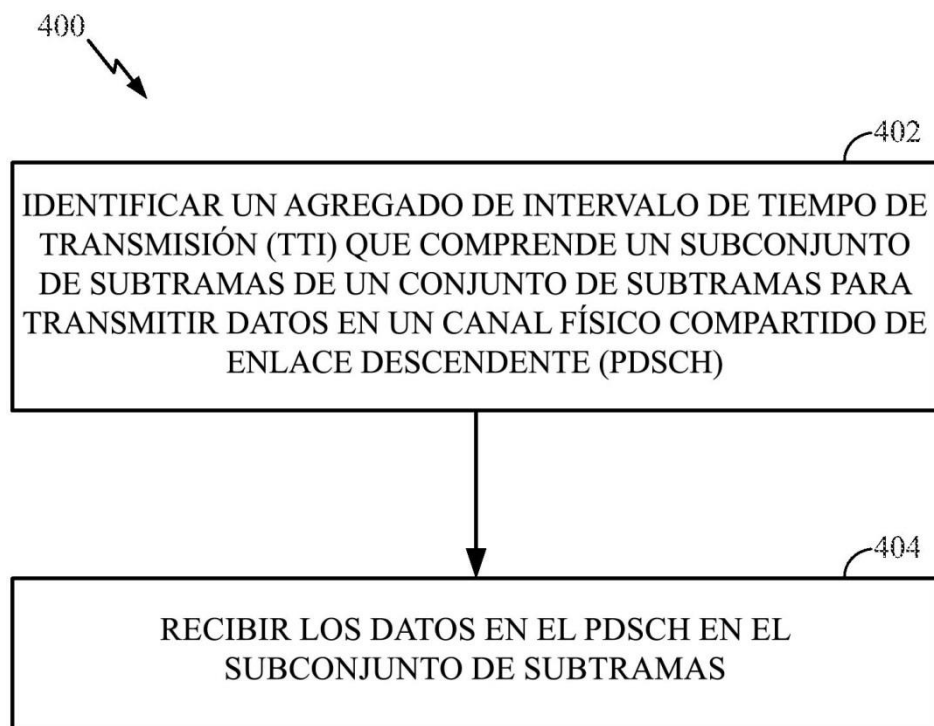 400
402
IDENTIFICAR UN AGREGADO DE INTERVALO DE TIEMPO DE
TRANSMISIÓN (TTI) QUE COMPRENDE UN SUBCONJUNTO
DE SUBTRAMAS DE UN CONJUNTO DE SUBTRAMAS PARA
TRANSMITIR DATOS EN UN CANAL FÍSICO COMPARTIDO DE
ENLACE DESCENDENTE (PDSCH)
404
RECIBIR LOS DATOS EN EL PDSCH EN EL
SUBCONJUNTO DE SUBTRAMAS